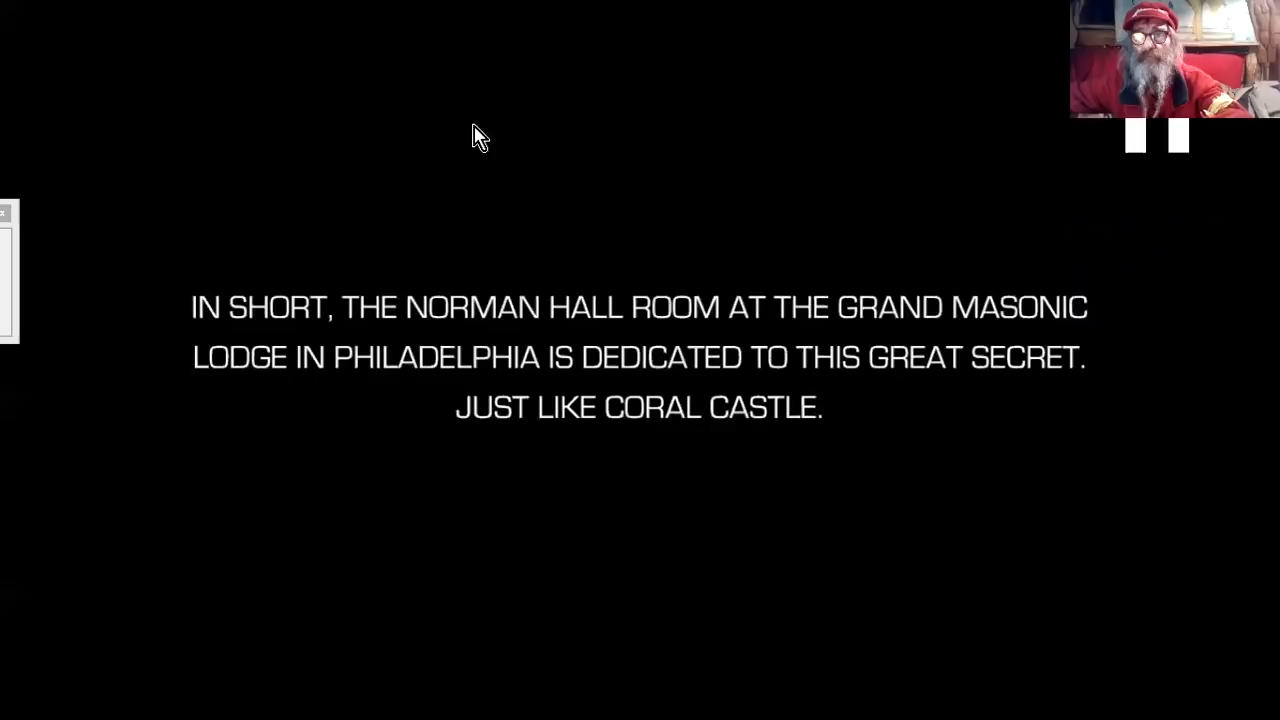 IN SHORT, THE NORMAN HALL ROOM AT THE GRAND MASONIC
LODGE IN PHILADELPHIA IS DEDICATED TO THIS GREAT SECRET.
JUST LIKE CORAL CASTLE.